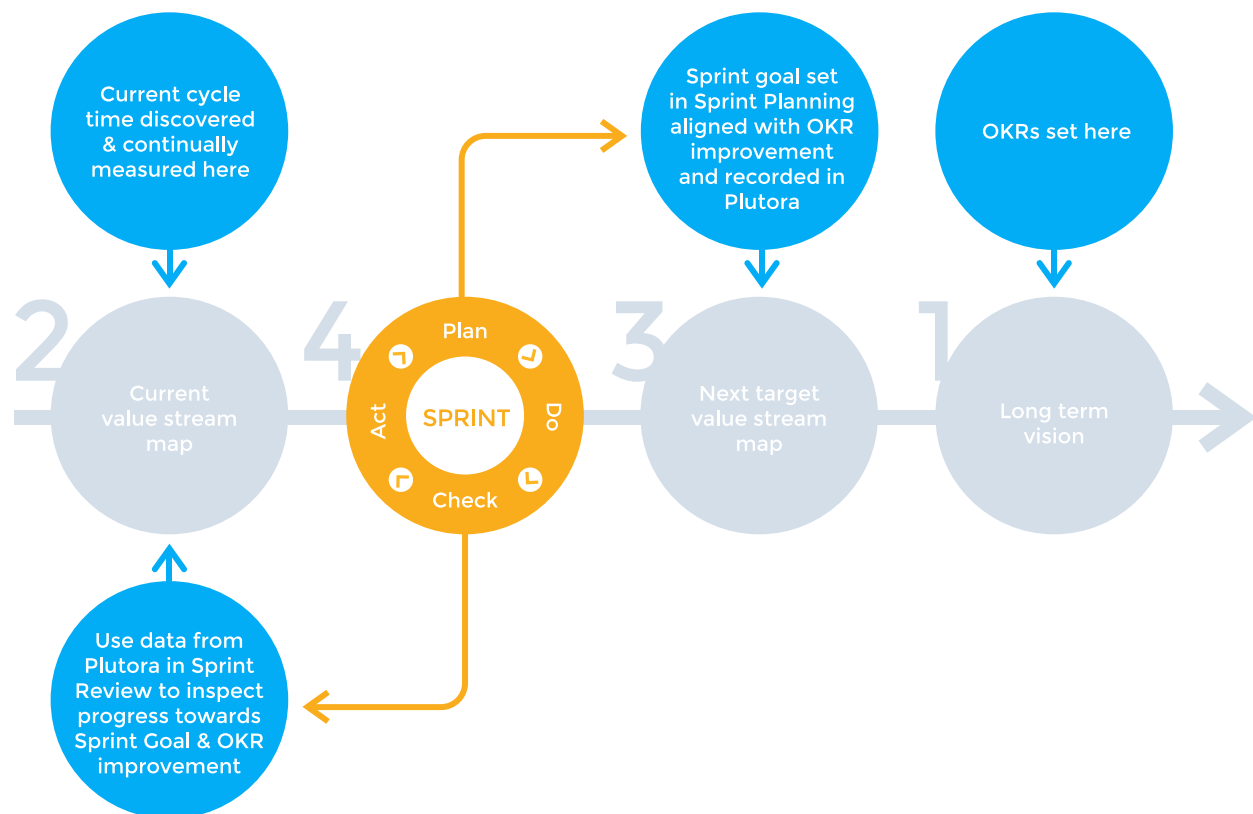 Current cycle
time discovered
& continually
measured here
Sprint goal set
in Sprint Planning
aligned with OKR
improvement
and recorded in
Plutora
OKRs set here
2
Current
value stream
map
4
Plan
Do
Check
Act
SPRINT
3
Next target
value stream
map
1
Long term
vision
Use data from
Plutora in Sprint
Review to inspect
progress towards
Sprint Goal & OKR
improvement